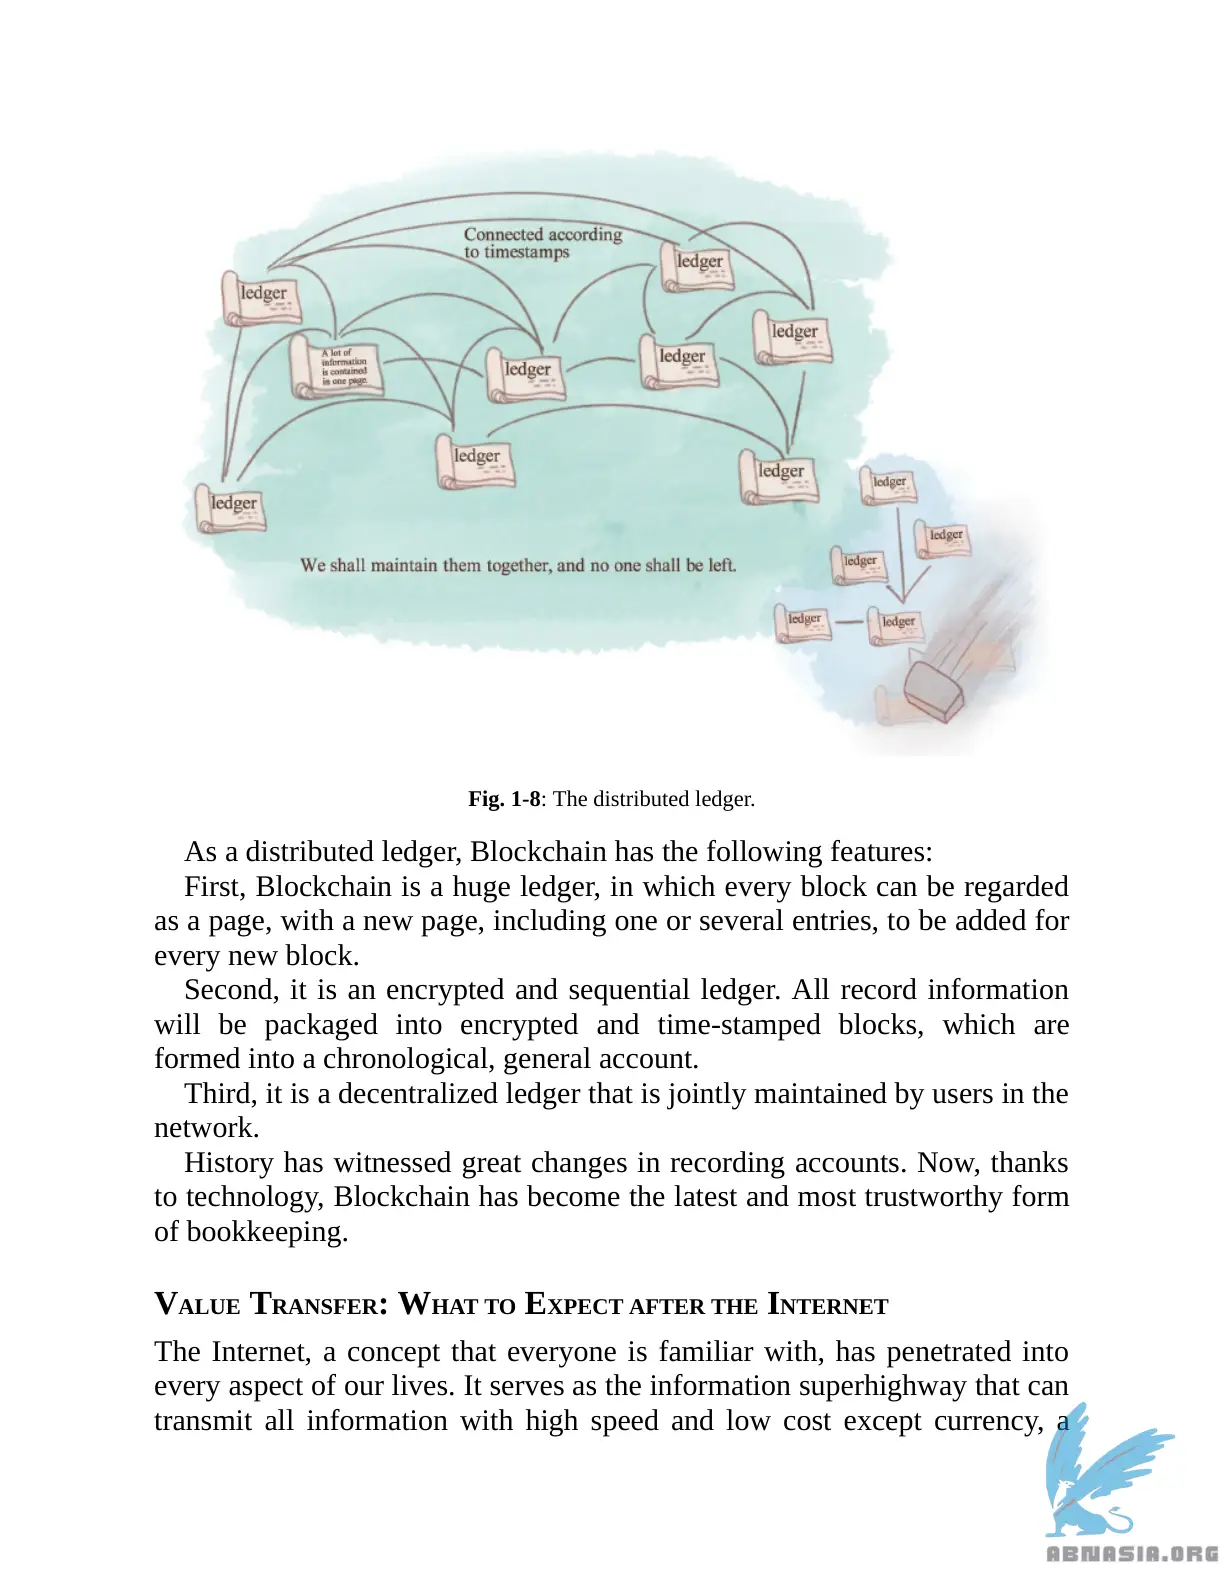 Connected according
to timestamps
ledger
ledger
ledger
A lot of
information
is contained
in one page
ledger
ledger
ledger
ledger
ledger
ledger
We shall maintain them together, and no one shall be left.
ledger
ledger
ledger
ledger
Fig. 1-8: The distributed ledger.
As a distributed ledger, Blockchain has the following features:
First, Blockchain is a huge ledger, in which every block can be regarded
as a page, with a new page, including one or several entries, to be added for
every new block.
Second, it is an encrypted and sequential ledger. All record information
will be packaged into encrypted and time-stamped blocks, which are
formed into a chronological, general account.
Third, it is a decentralized ledger that is jointly maintained by users in the
network.
History has witnessed great changes in recording accounts. Now, thanks
to technology, Blockchain has become the latest and most trustworthy form
of bookkeeping.
VALUE TRANSFER: WHAT TO EXPECT AFTER THE INTERNET
The Internet, a concept that everyone is familiar with, has penetrated into
every aspect of our lives. It serves as the information superhighway that can
transmit all information with high speed and low cost except currency, a
ABNASIA.ORG